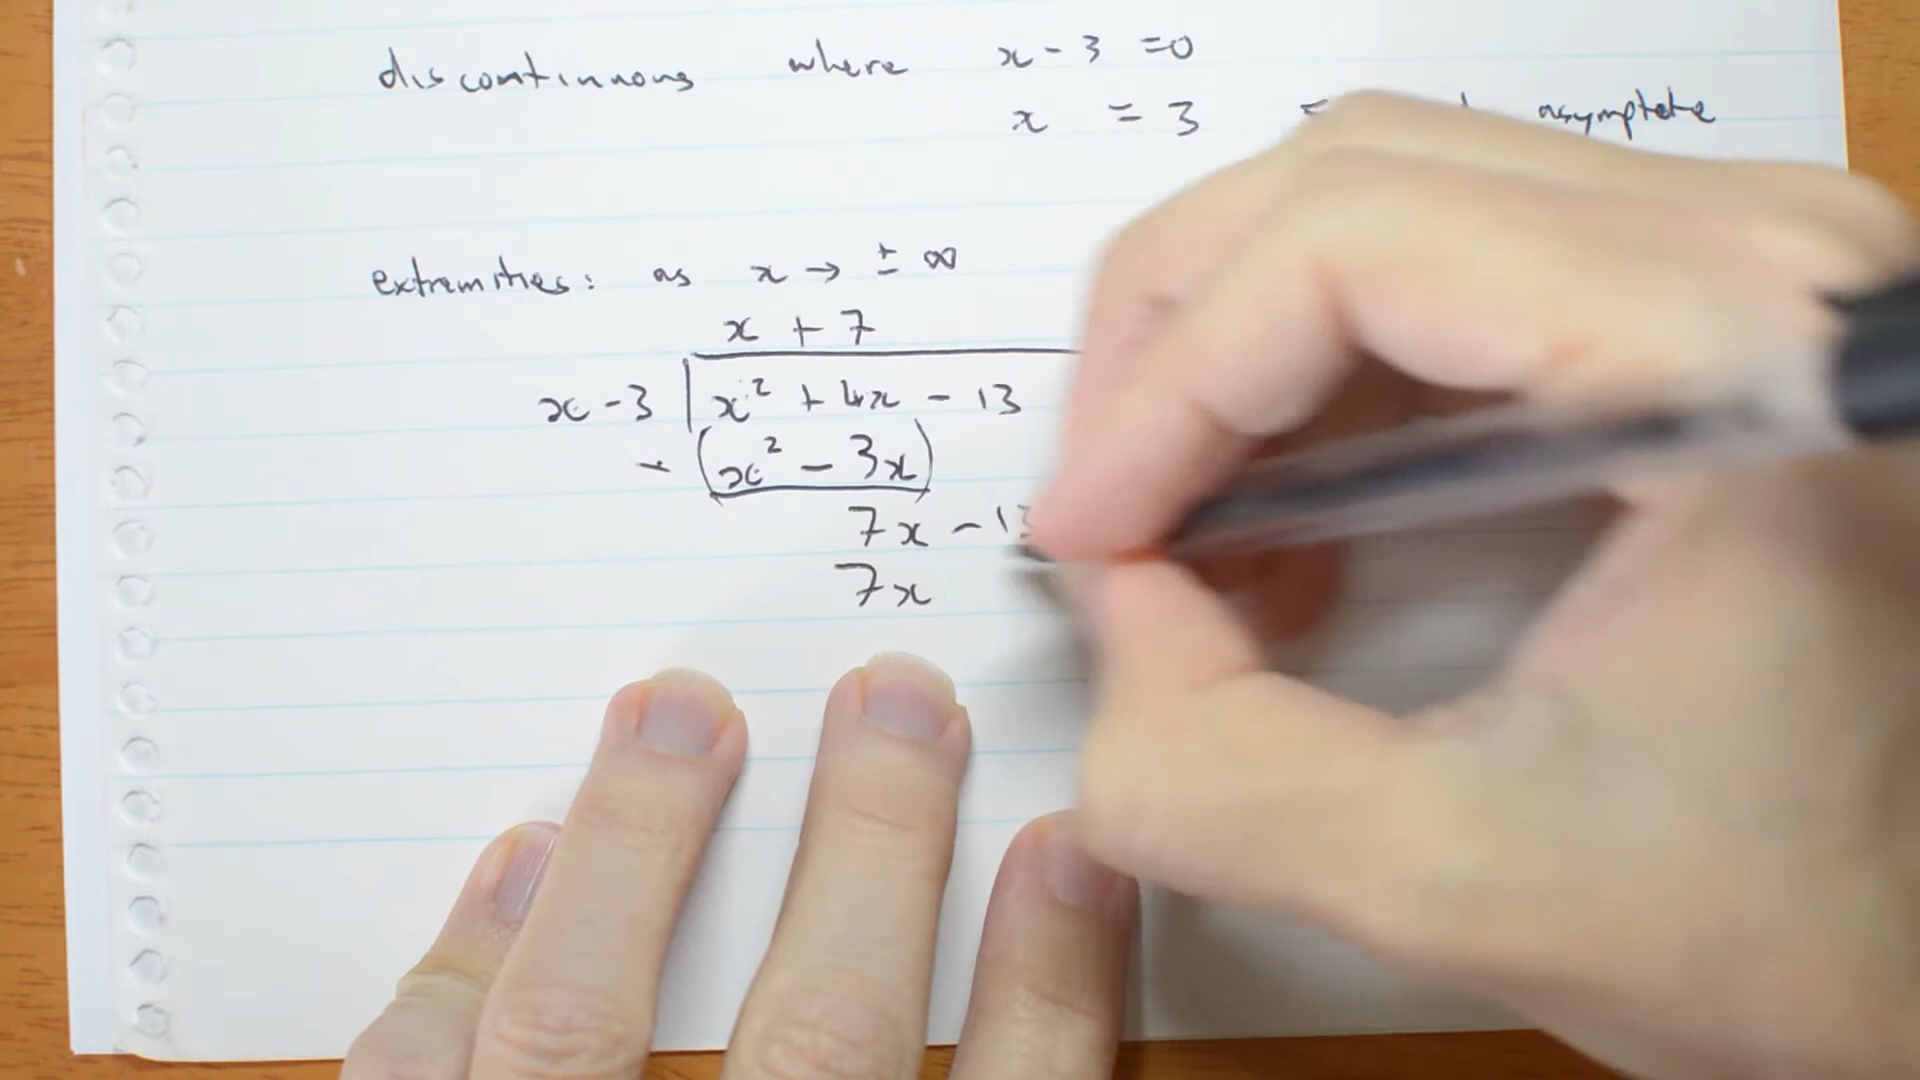 discontinuous where x - 3 = 0
x = 3 asymptote
extremities: as x → ± ∞
x + 7
x - 3 | x² + 4x - 13
- (x² - 3x)
7x - 13
7x